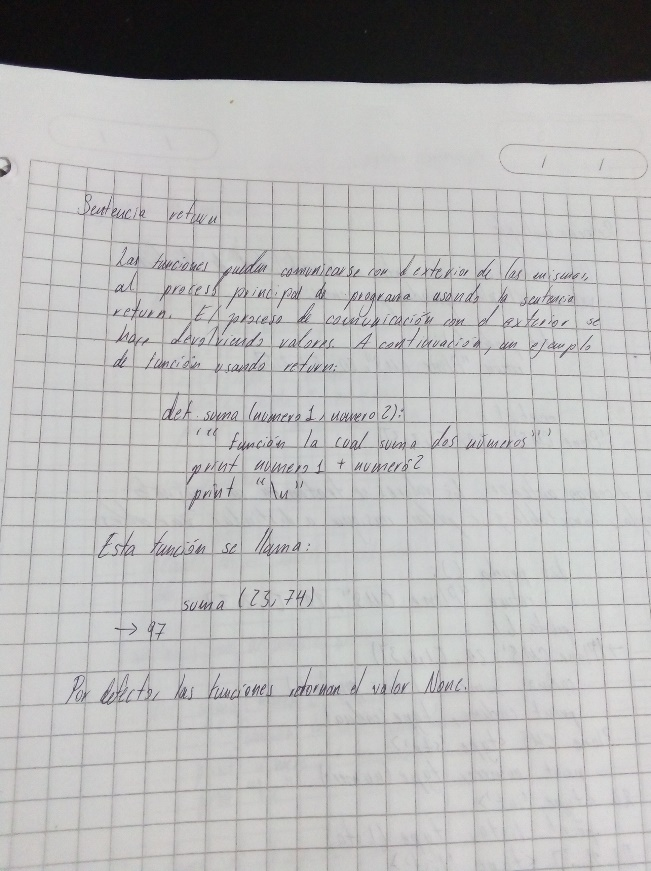 Sentencia return
Las funciones pueden comunicarse con el exterior de las mismas,
al proceso principal de programa usando la sentencia
return. El proceso de comunicación con el exterior se
hace devolviendo valores. A continuación, un ejemplo
de función usando return:
def suma (numero1, numero2):
""" función la cual suma dos números"""
print numero1 + numero2
print "\n"
Esta función se llama:
suma (23, 74)
→ 97
Por defecto, las funciones retornan el valor None.